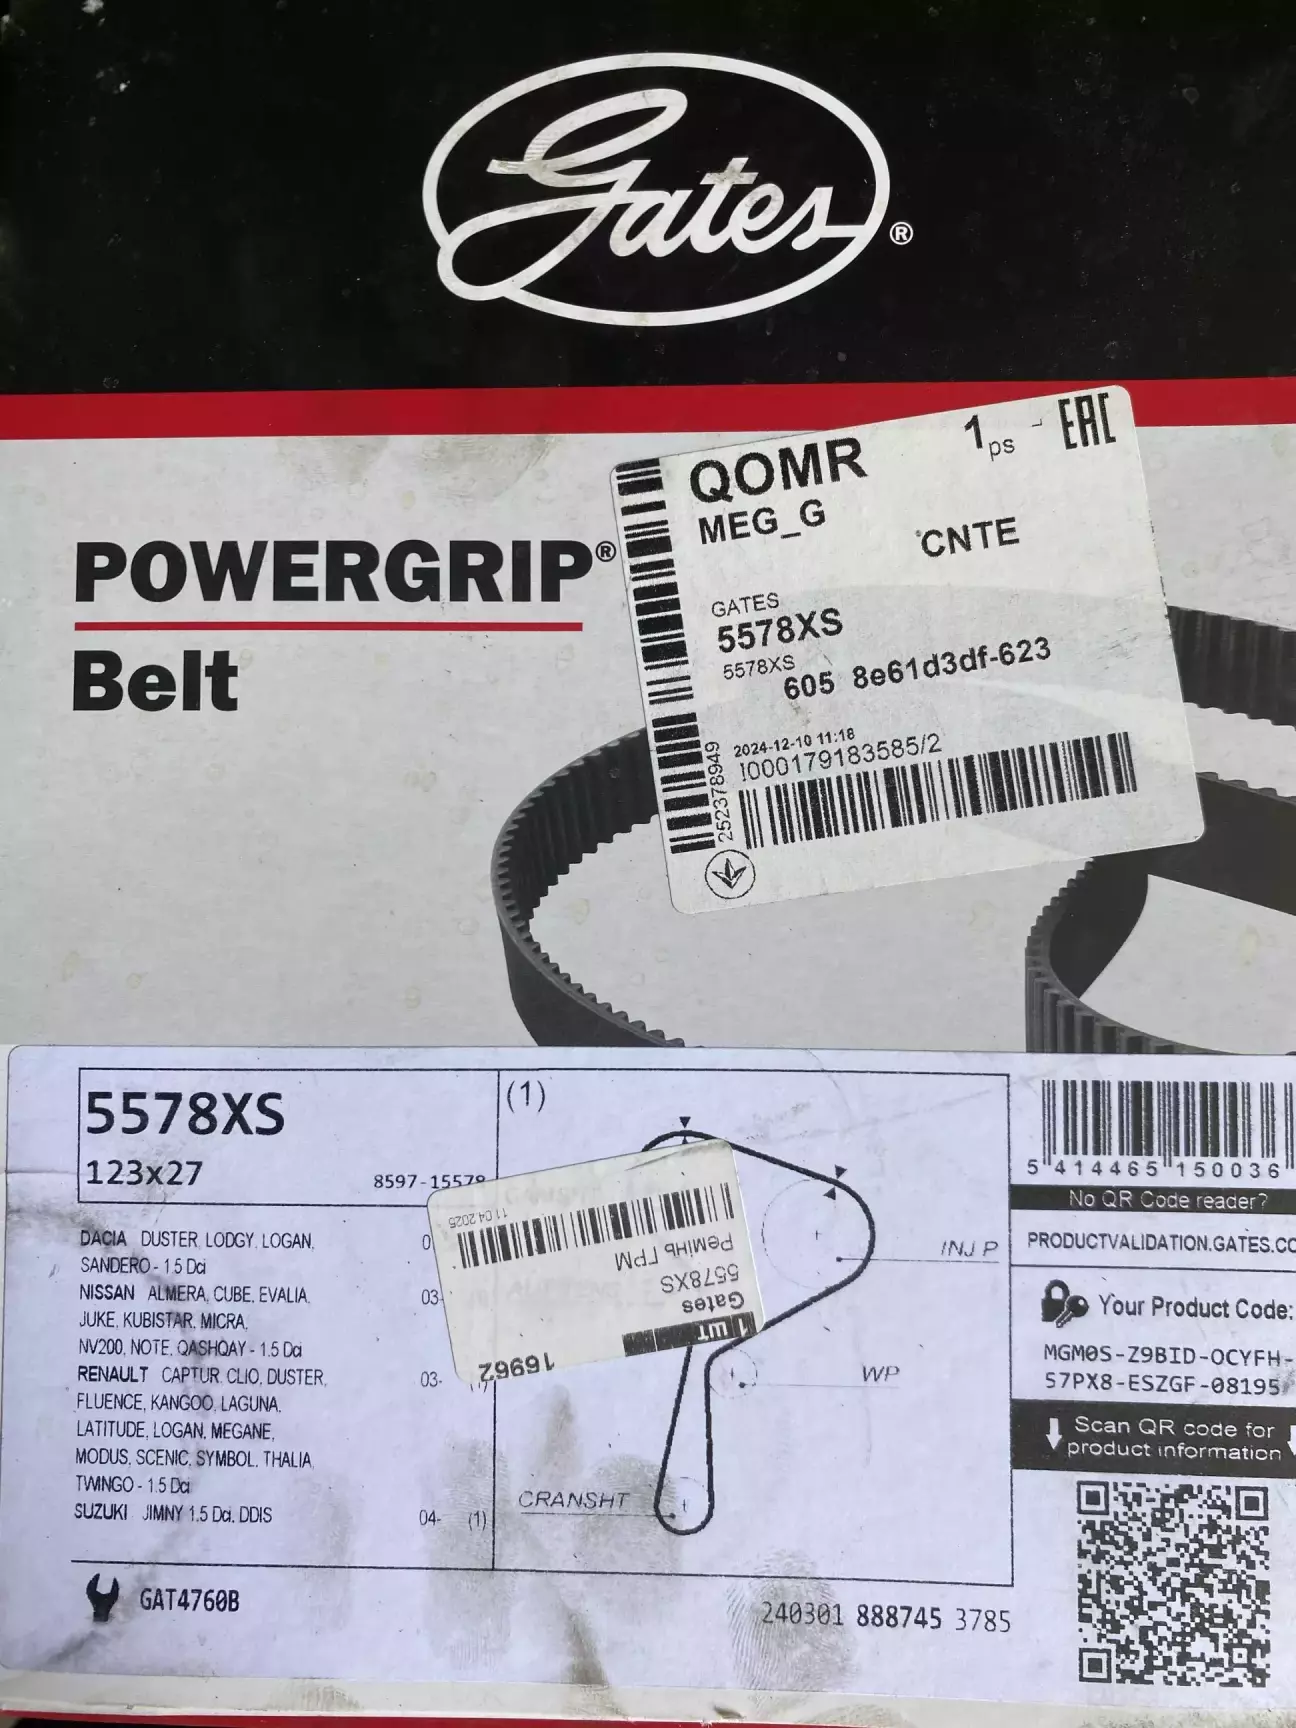 Gates®
POWERGRIP®
Belt
QOMR
1 ps
EAC
MEG_G
CNTE
GATES
5578XS
5578XS
605 8e61d3df-623
2024-12-10 11:18
I000179183585/2
252378949
5578XS
123x27
8597-15578
DACIA DUSTER, LODGY, LOGAN,
SANDERO - 1.5 Dci
NISSAN ALMERA, CUBE, EVALIA, 03-
JUKE, KUBISTAR, MICRA,
NV200, NOTE, QASHQAY - 1.5 Dci
RENAULT CAPTUR, CLIO, DUSTER, 03-
FLUENCE, KANGOO, LAGUNA,
LATITUDE, LOGAN, MEGANE,
MODUS, SCENIC, SYMBOL, THALIA,
TWINGO - 1.5 Dci
SUZUKI JIMNY 1.5 Dci, DDIS 04- (1)
GAT4760B
(1)
INJ P
WP
CRANSHT
240301 888745 3785
16962
1 ШТ
Gates
5578XS
Ремінь ГРМ
11.04.2025
5 414465 150036
No QR Code reader?
PRODUCTVALIDATION.GATES.CO
Your Product Code:
MGM0S-Z9BID-OCYFH-
57PX8-ESZGF-08195
Scan QR code for
product information